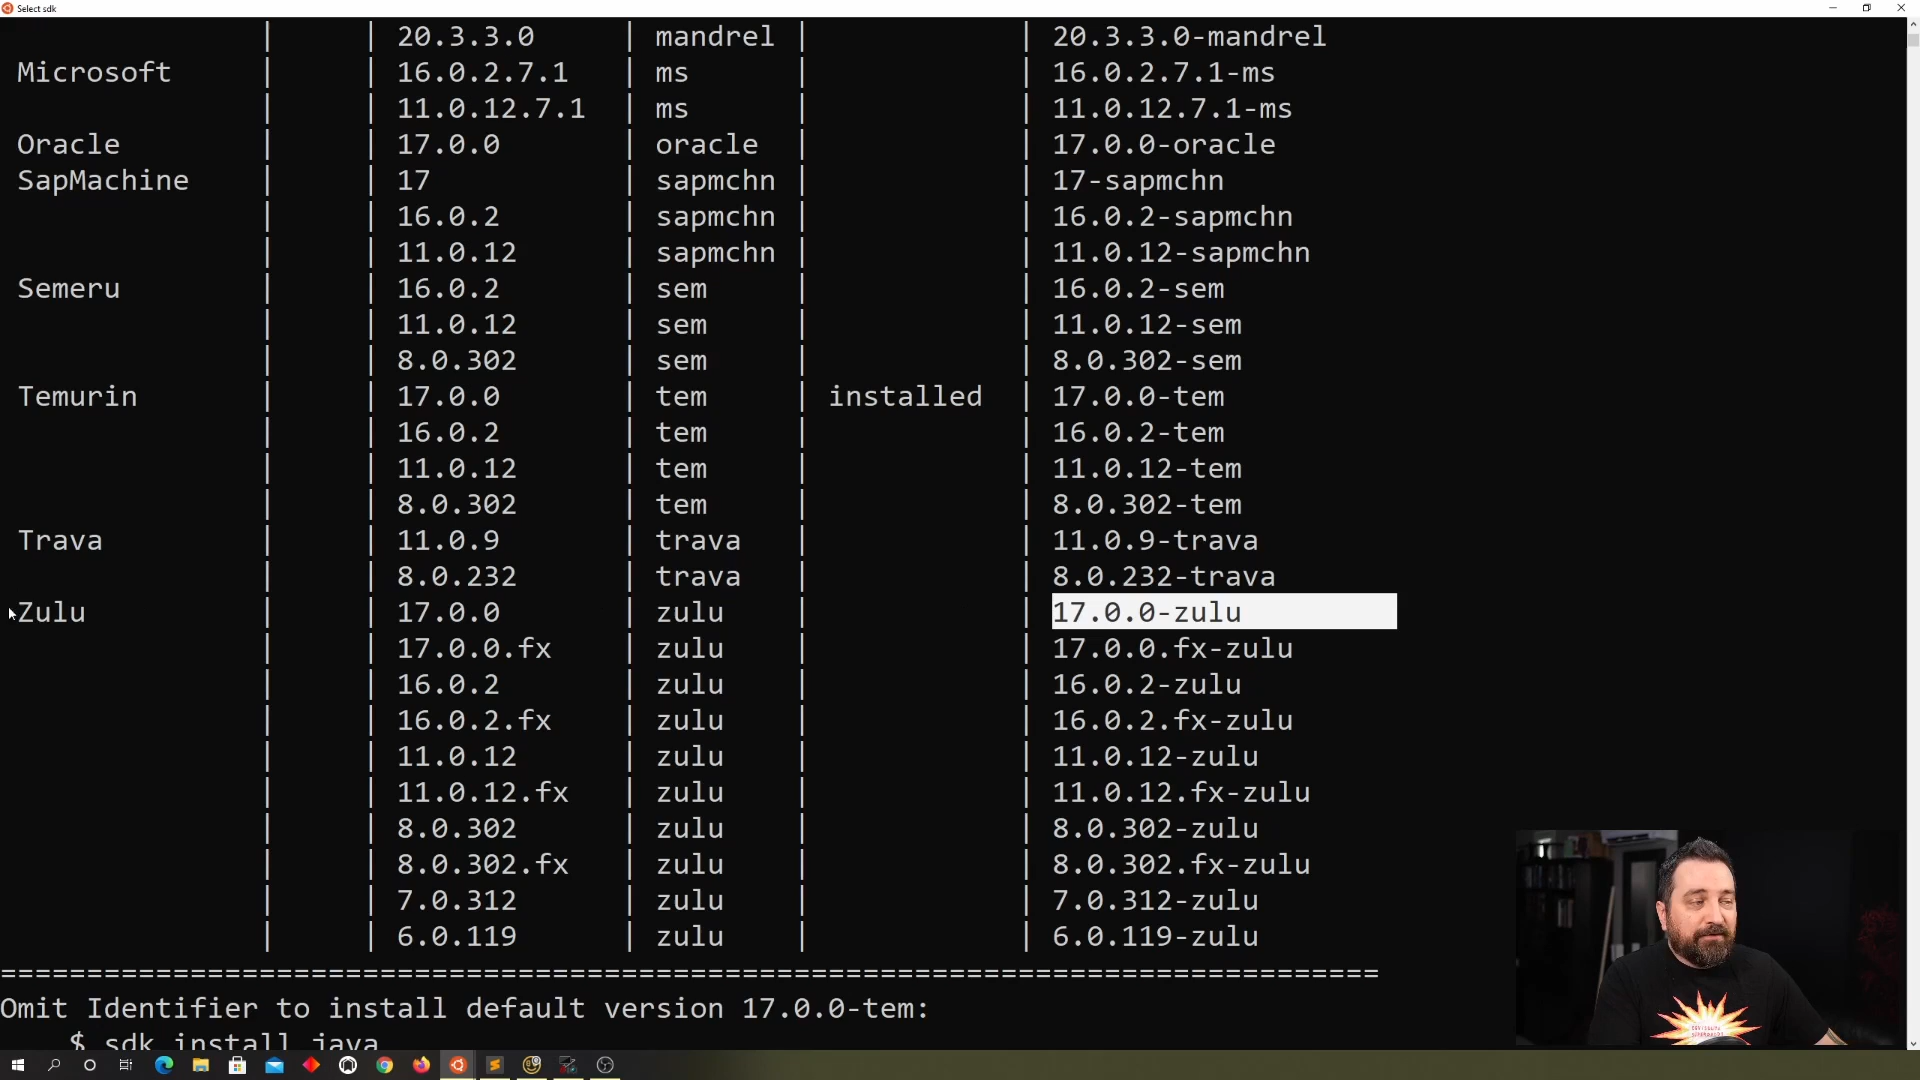 Select sdk
| | 20.3.3.0 | mandrel | | 20.3.3.0-mandrel
Microsoft | | 16.0.2.7.1 | ms | | 16.0.2.7.1-ms
| | 11.0.12.7.1 | ms | | 11.0.12.7.1-ms
Oracle | | 17.0.0 | oracle | | 17.0.0-oracle
SapMachine | | 17 | sapmchn | | 17-sapmchn
| | 16.0.2 | sapmchn | | 16.0.2-sapmchn
| | 11.0.12 | sapmchn | | 11.0.12-sapmchn
Semeru | | 16.0.2 | sem | | 16.0.2-sem
| | 11.0.12 | sem | | 11.0.12-sem
| | 8.0.302 | sem | | 8.0.302-sem
Temurin | | 17.0.0 | tem | installed | 17.0.0-tem
| | 16.0.2 | tem | | 16.0.2-tem
| | 11.0.12 | tem | | 11.0.12-tem
| | 8.0.302 | tem | | 8.0.302-tem
Trava | | 11.0.9 | trava | | 11.0.9-trava
| | 8.0.232 | trava | | 8.0.232-trava
Zulu | | 17.0.0 | zulu | | 17.0.0-zulu
| | 17.0.0.fx | zulu | | 17.0.0.fx-zulu
| | 16.0.2 | zulu | | 16.0.2-zulu
| | 16.0.2.fx | zulu | | 16.0.2.fx-zulu
| | 11.0.12 | zulu | | 11.0.12-zulu
| | 11.0.12.fx | zulu | | 11.0.12.fx-zulu
| | 8.0.302 | zulu | | 8.0.302-zulu
| | 8.0.302.fx | zulu | | 8.0.302.fx-zulu
| | 7.0.312 | zulu | | 7.0.312-zulu
| | 6.0.119 | zulu | | 6.0.119-zulu
================================================================================
Omit Identifier to install default version 17.0.0-tem:
$ sdk install java